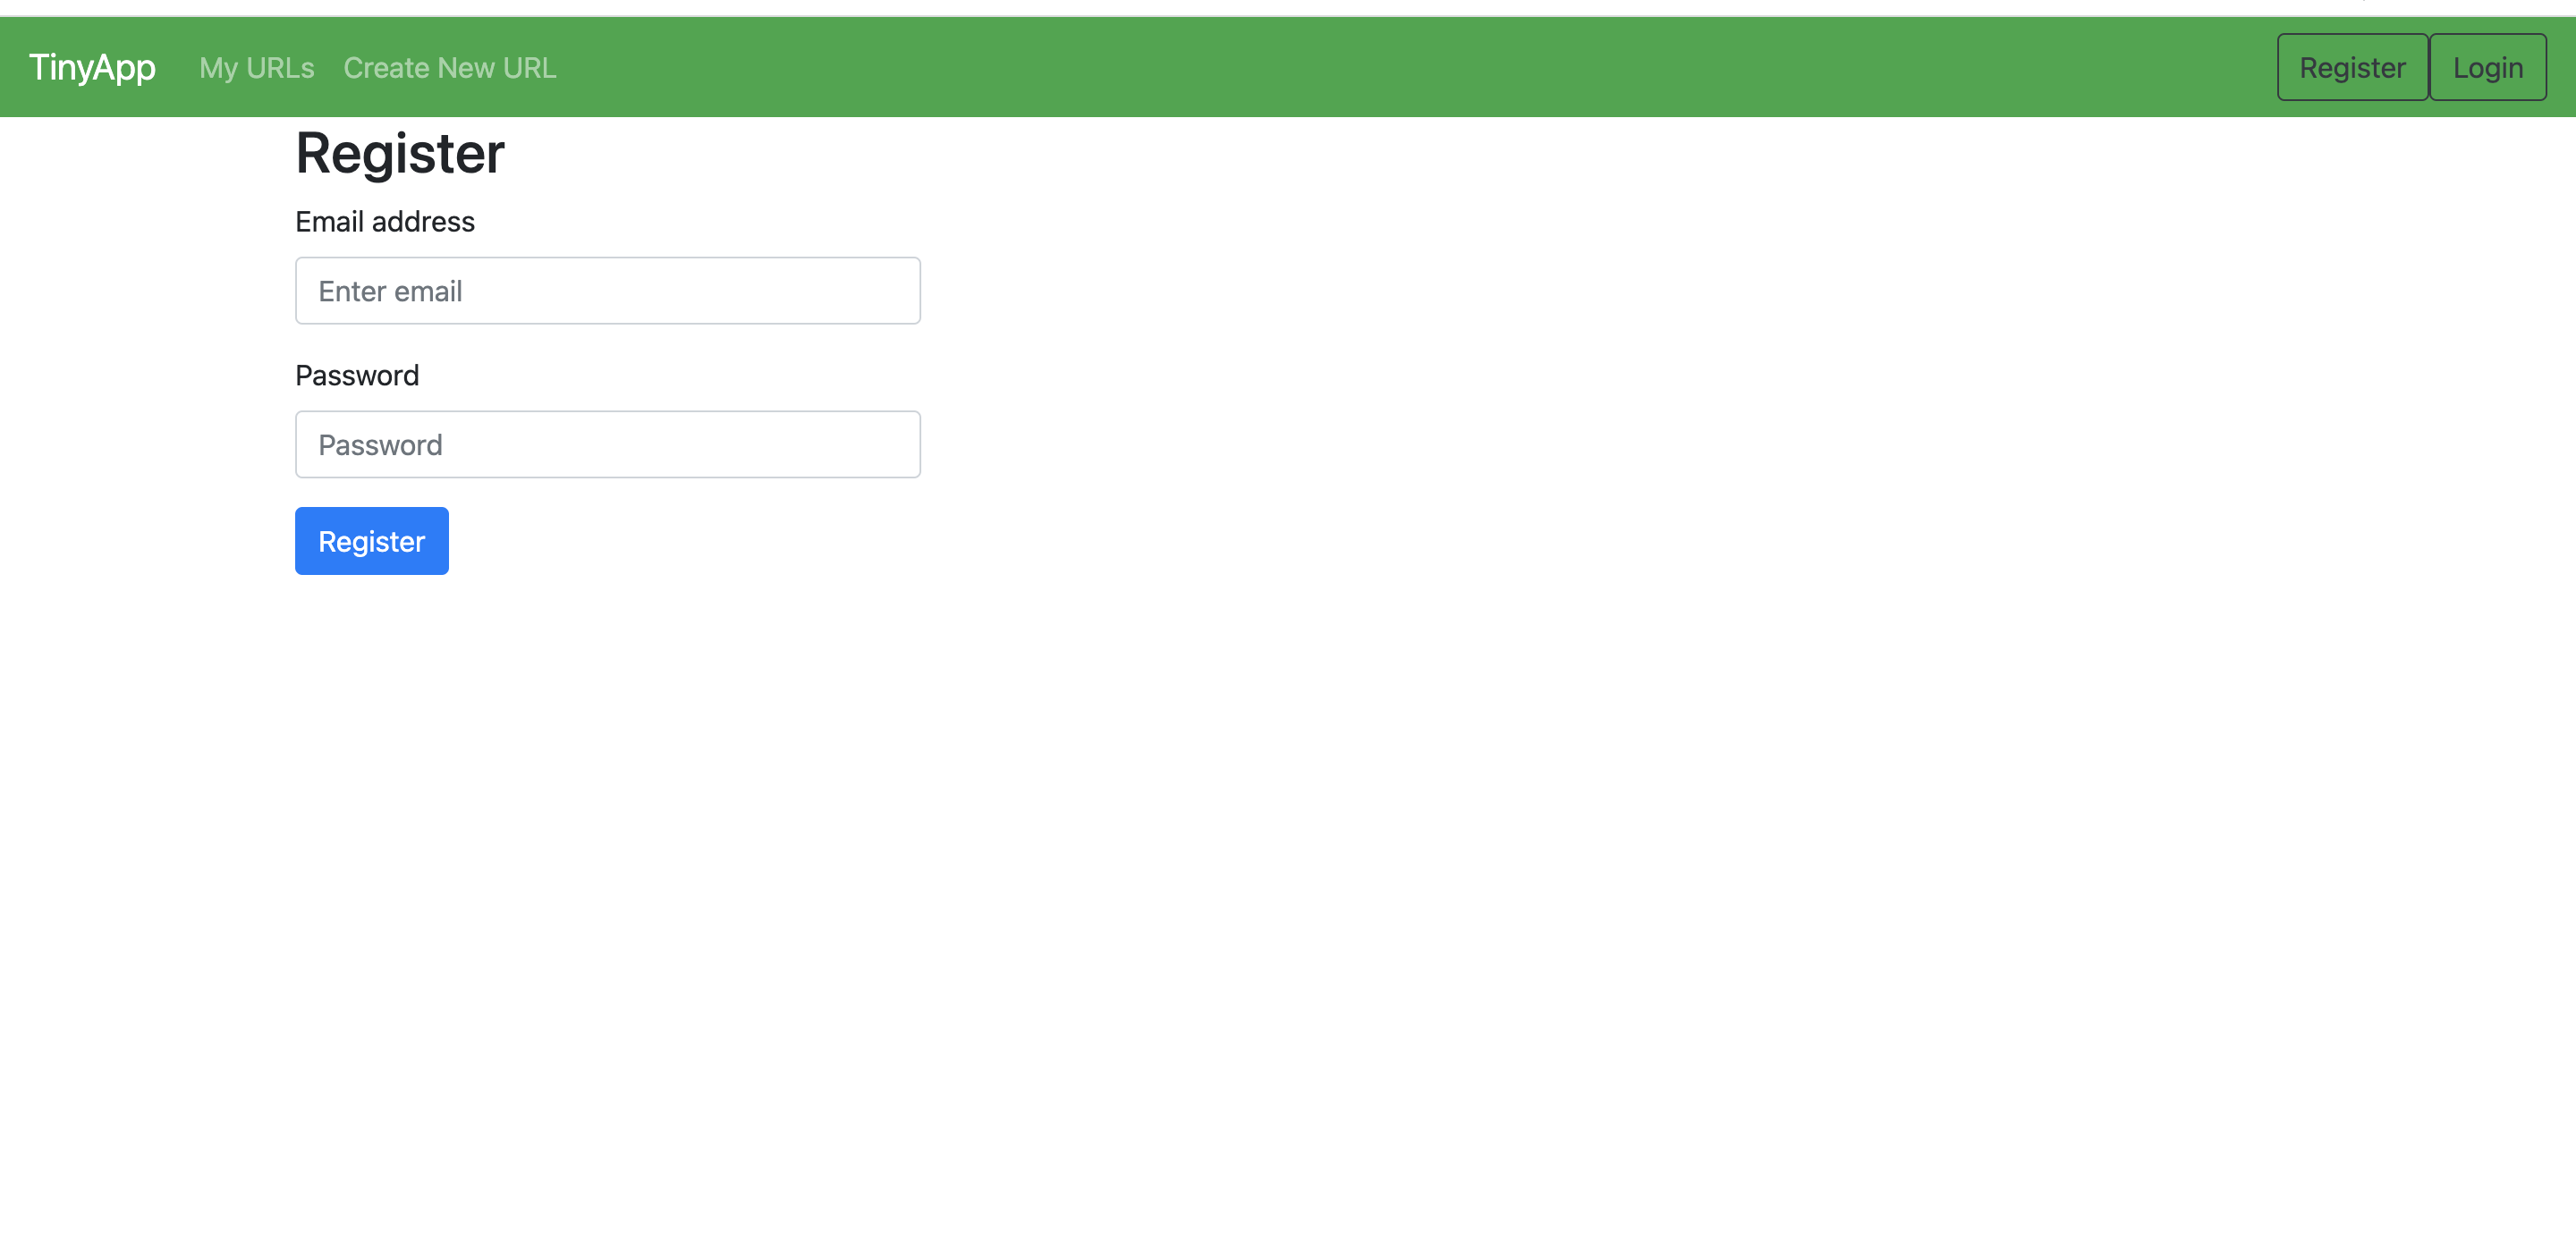 TinyApp My URLs Create New URL Register Login
Register
Email address
Enter email
Password
Password
Register